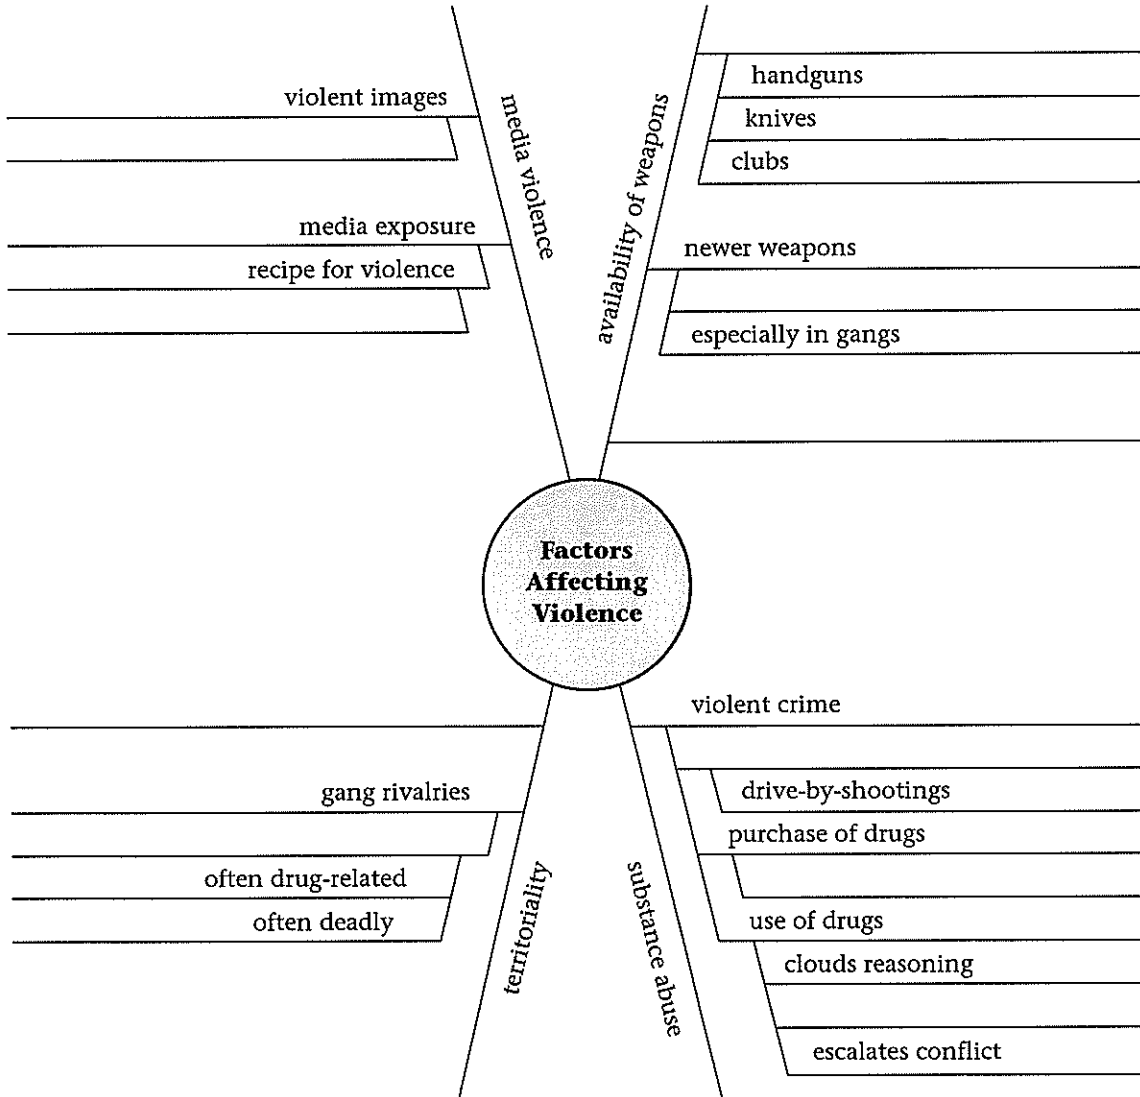 violent images
media exposure
recipe for violence
media violence
availability of weapons
handguns
knives
clubs
newer weapons
especially in gangs
Factors
Affecting
Violence
gang rivalries
often drug-related
often deadly
territoriality
substance abuse
violent crime
drive-by-shootings
purchase of drugs
use of drugs
clouds reasoning
escalates conflict